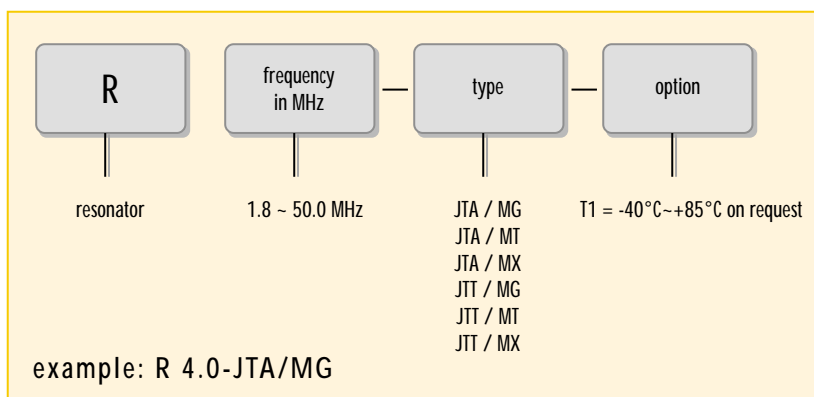 R
frequency
in MHz
type
option
resonator
1.8 ~ 50.0 MHz
JTA / MG
JTA / MT
JTA / MX
JTT / MG
JTT / MT
JTT / MX
T1 = -40°C~+85°C on request
example: R 4.0-JTA/MG